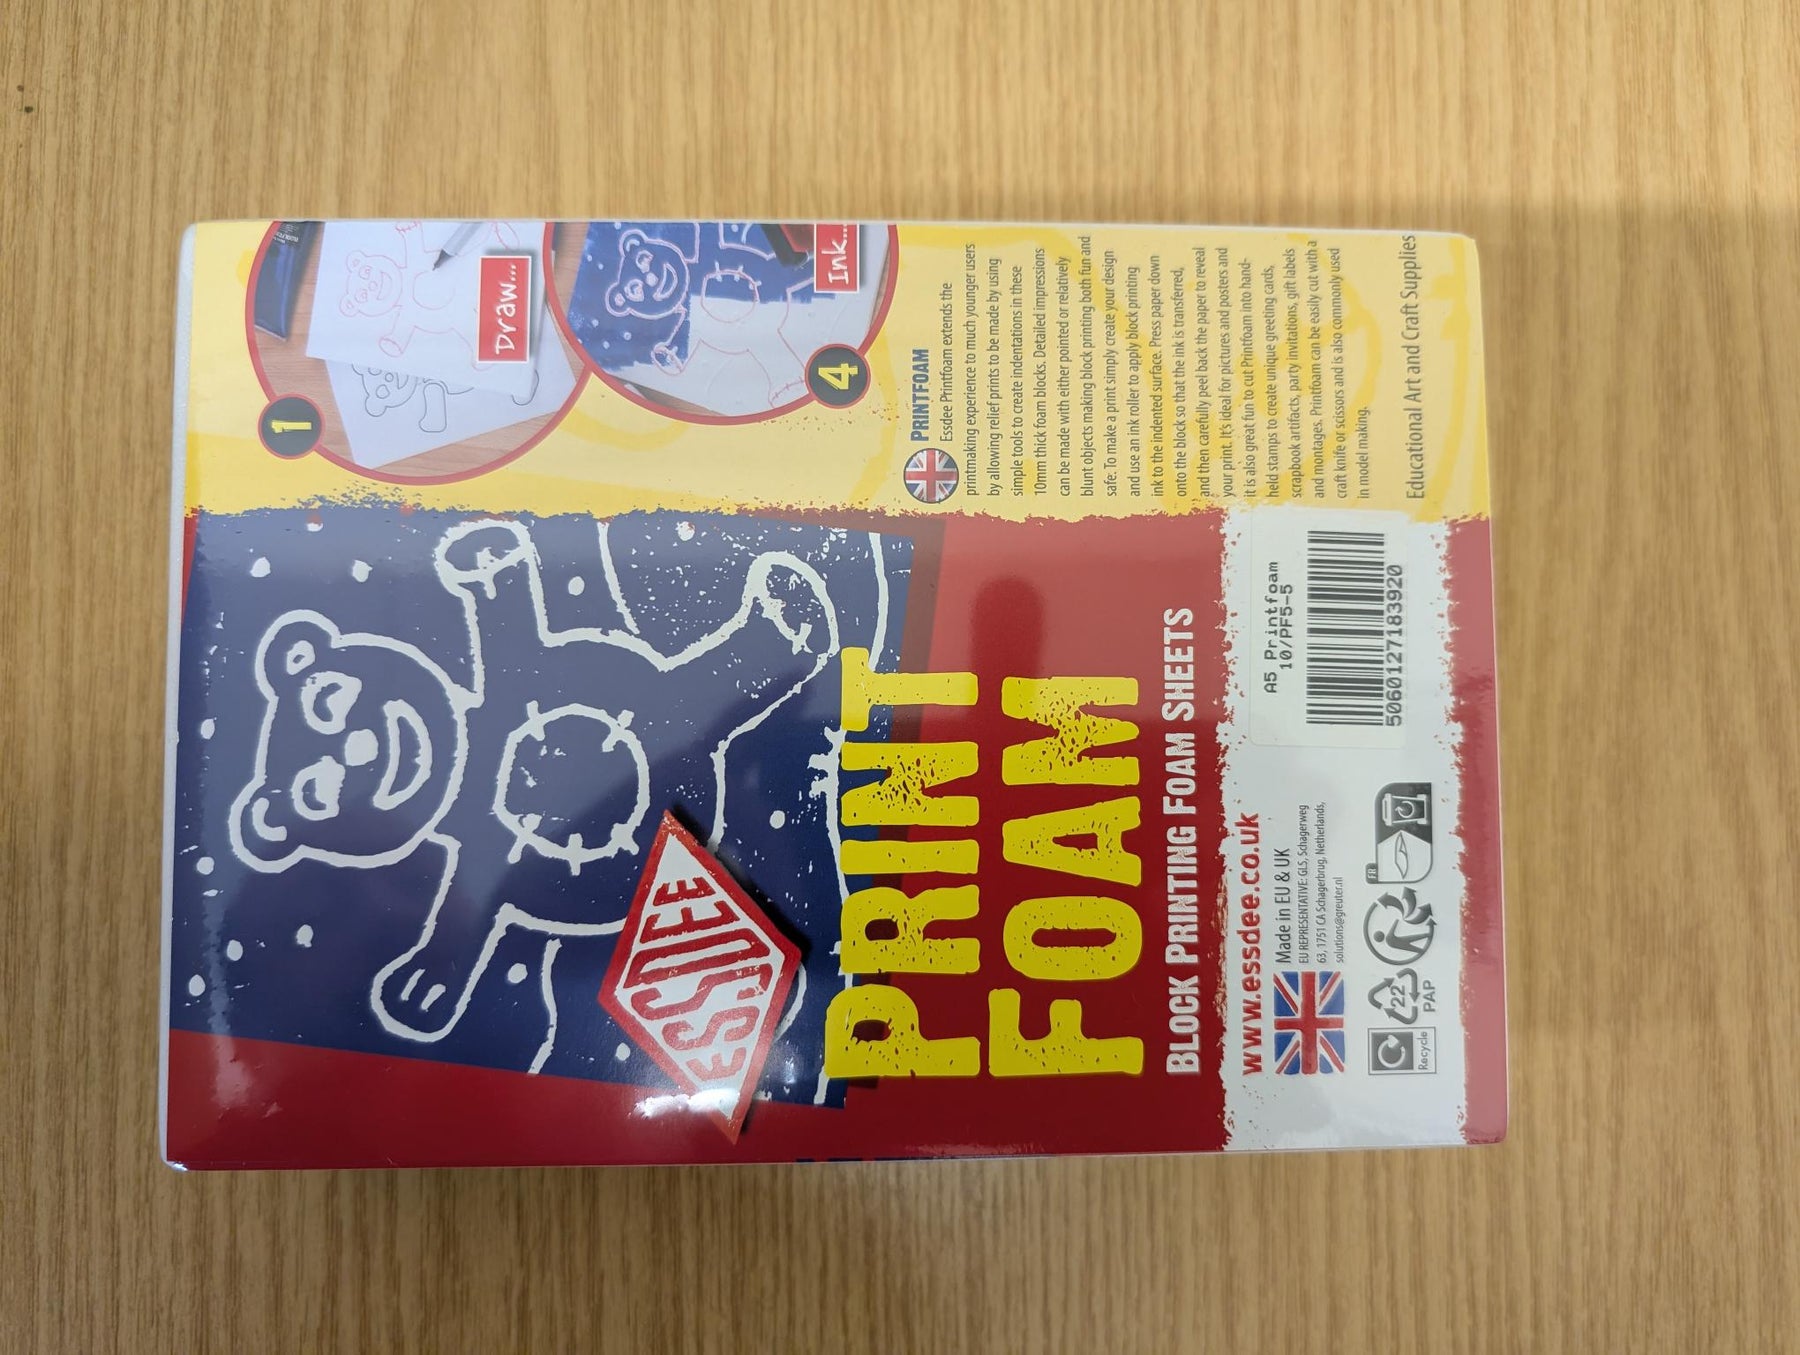 ESSDEE
PRINT
FOAM
BLOCK PRINTING FOAM SHEETS
www.essdee.co.uk
Made in EU & UK
EU REPRESENTATIVE: GLS, Schagerweg
63, 1751 CA Schagerbrug, Netherlands,
solutions@greuter.nl
Recycle
22
PAP
FR
A5 Printfoam
10/PF5-5
5060127183920
1
Draw...
4
Ink...
PRINTFOAM
Essdee Printfoam extends the
printmaking experience to much younger users
by allowing relief prints to be made by using
simple tools to create indentations in these
10mm thick foam blocks. Detailed impressions
can be made with either pointed or relatively
blunt objects making block printing both fun and
safe. To make a print simply create your design
and use an ink roller to apply block printing
ink to the indented surface. Press paper down
onto the block so that the ink is transferred,
and then carefully peel back the paper to reveal
your print. It's ideal for pictures and posters and
it is also great fun to cut Printfoam into hand-
held stamps to create unique greeting cards,
scrapbook artifacts, party invitations, gift labels
and montages. Printfoam can be easily cut with a
craft knife or scissors and is also commonly used
in model making.
Educational Art and Craft Supplies